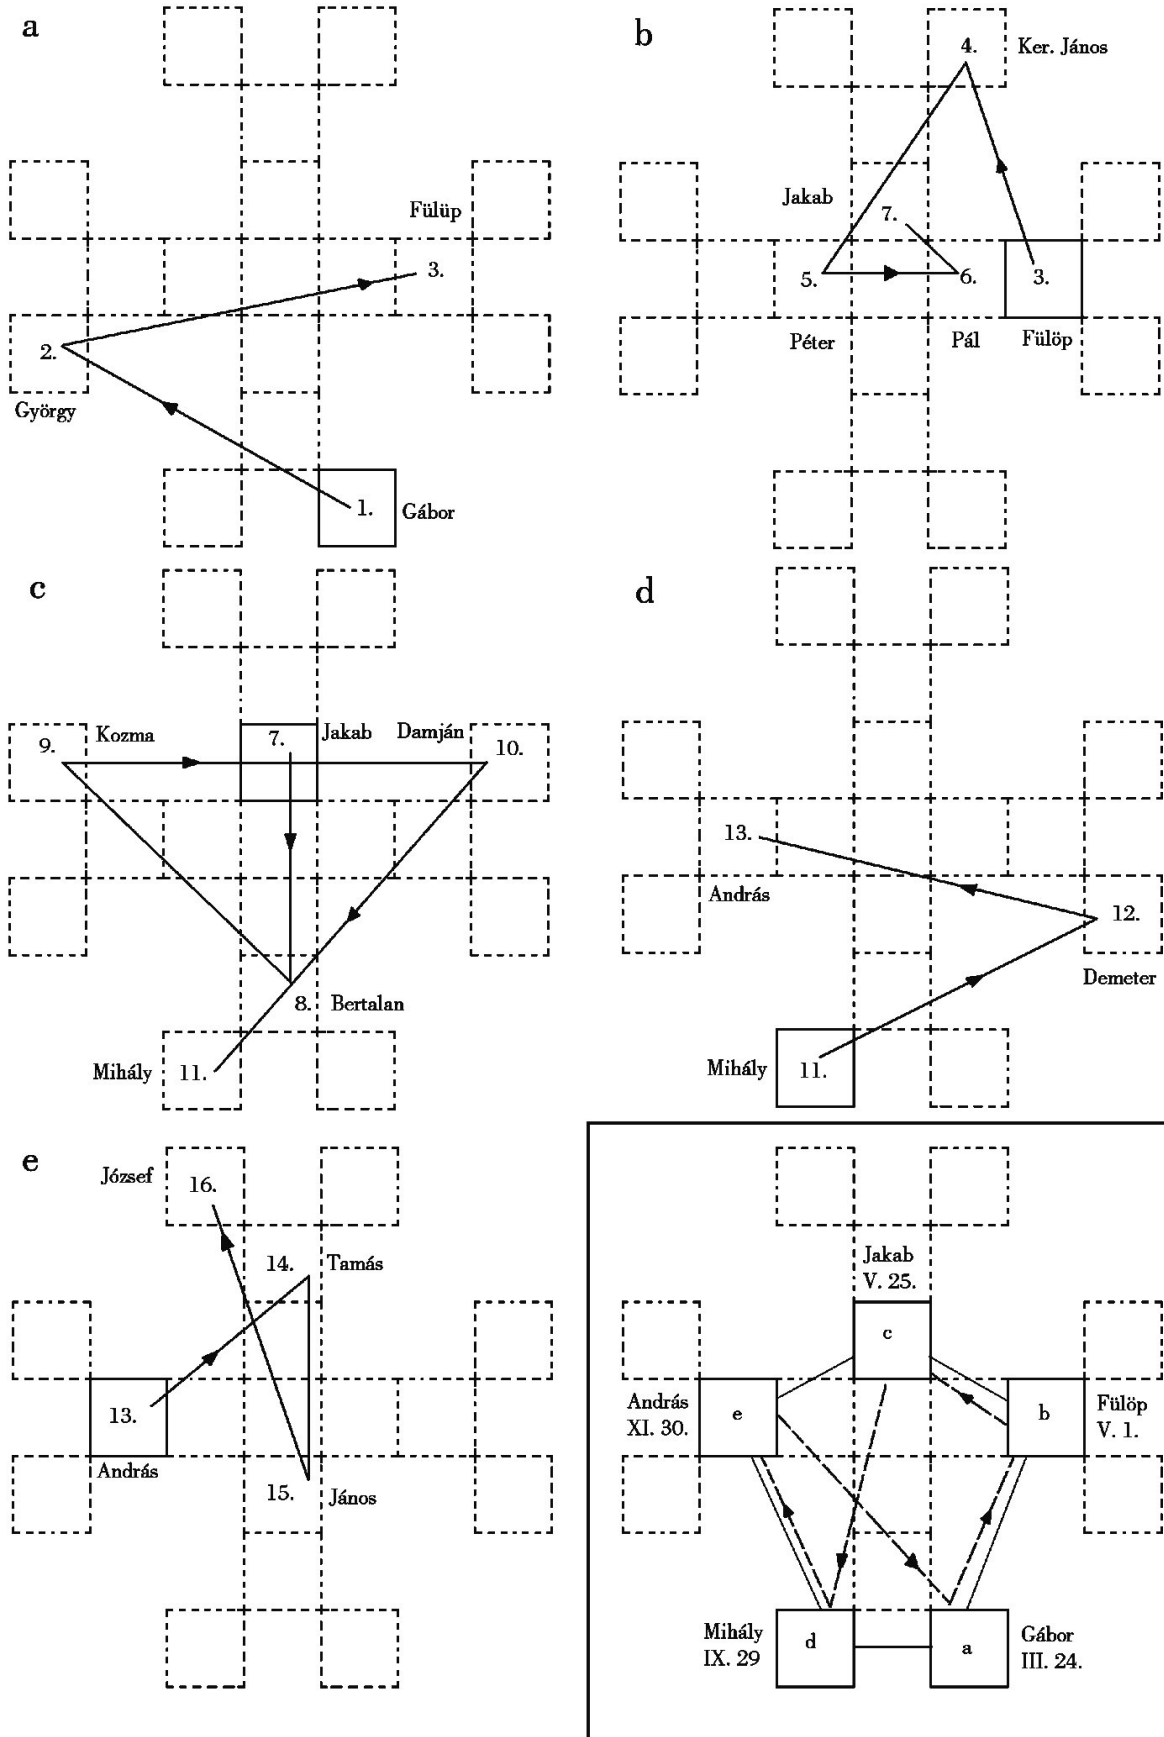 a
Fülüp
3.
2.
György
1.
Gábor
b
4.
Ker. János
Jakab
7.
5.
6.
3.
Péter
Pál
Fülöp
c
9.
Kozma
7.
Jakab
Damján
10.
8.
Bertalan
Mihály
11.
d
13.
András
12.
Demeter
Mihály
11.
e
József
16.
14.
Tamás
13.
András
15.
János
Jakab
V. 25.
c
András
XI. 30.
e
b
Fülöp
V. 1.
Mihály
IX. 29
d
a
Gábor
III. 24.